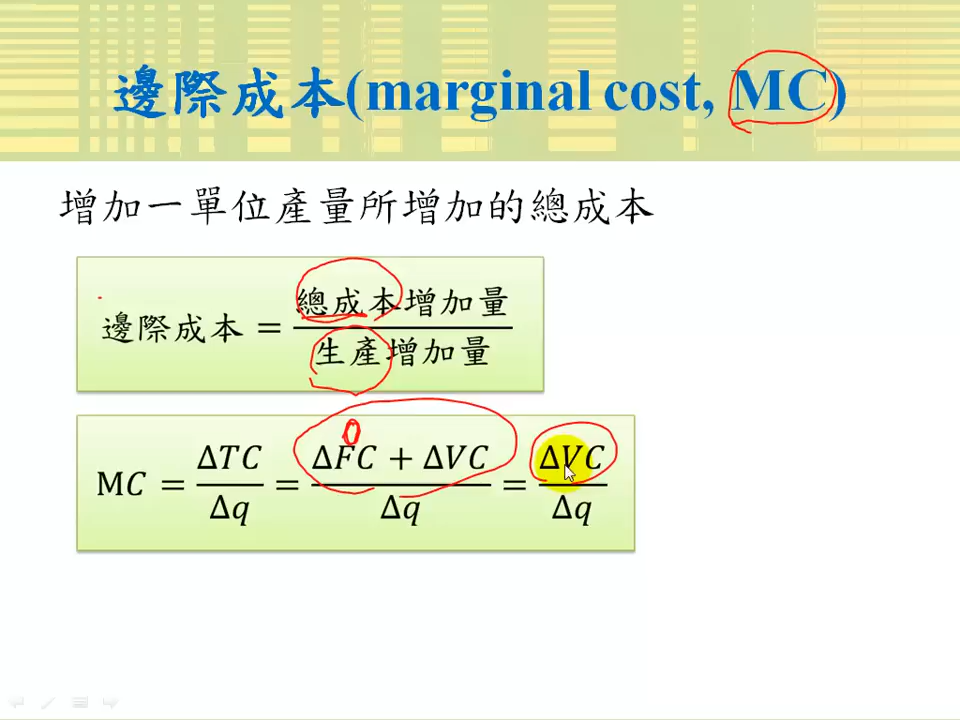 邊際成本(marginal cost, MC)
增加一單位產量所增加的總成本
邊際成本 = 總成本增加量 / 生產增加量
0
MC = ΔTC / Δq = ΔFC + ΔVC / Δq = ΔVC / Δq